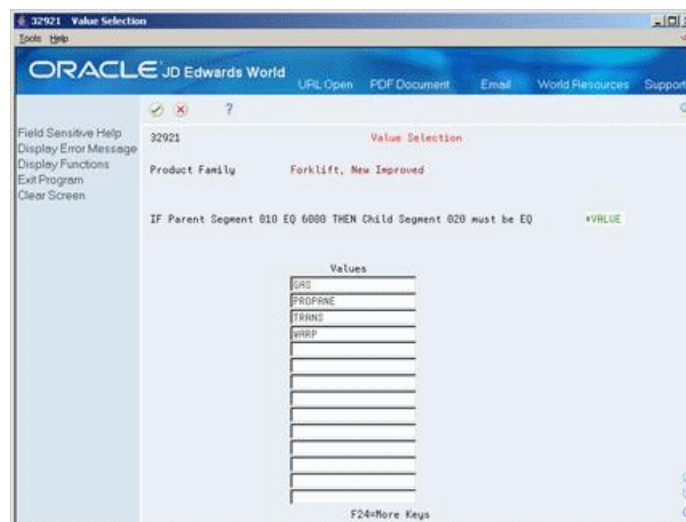 32921 Value Selection
Tools Help
ORACLE JD Edwards World
URL Open PDF Document Email World Resources Support
?
Field Sensitive Help
Display Error Message
Display Functions
Exit Program
Clear Screen
32921 Value Selection
Product Family Forklift, New Improved
IF Parent Segment 010 EQ 6000 THEN Child Segment 020 must be EQ *VALUE
Values
GAS
PROPANE
TRANS
WARP
F24=More Keys